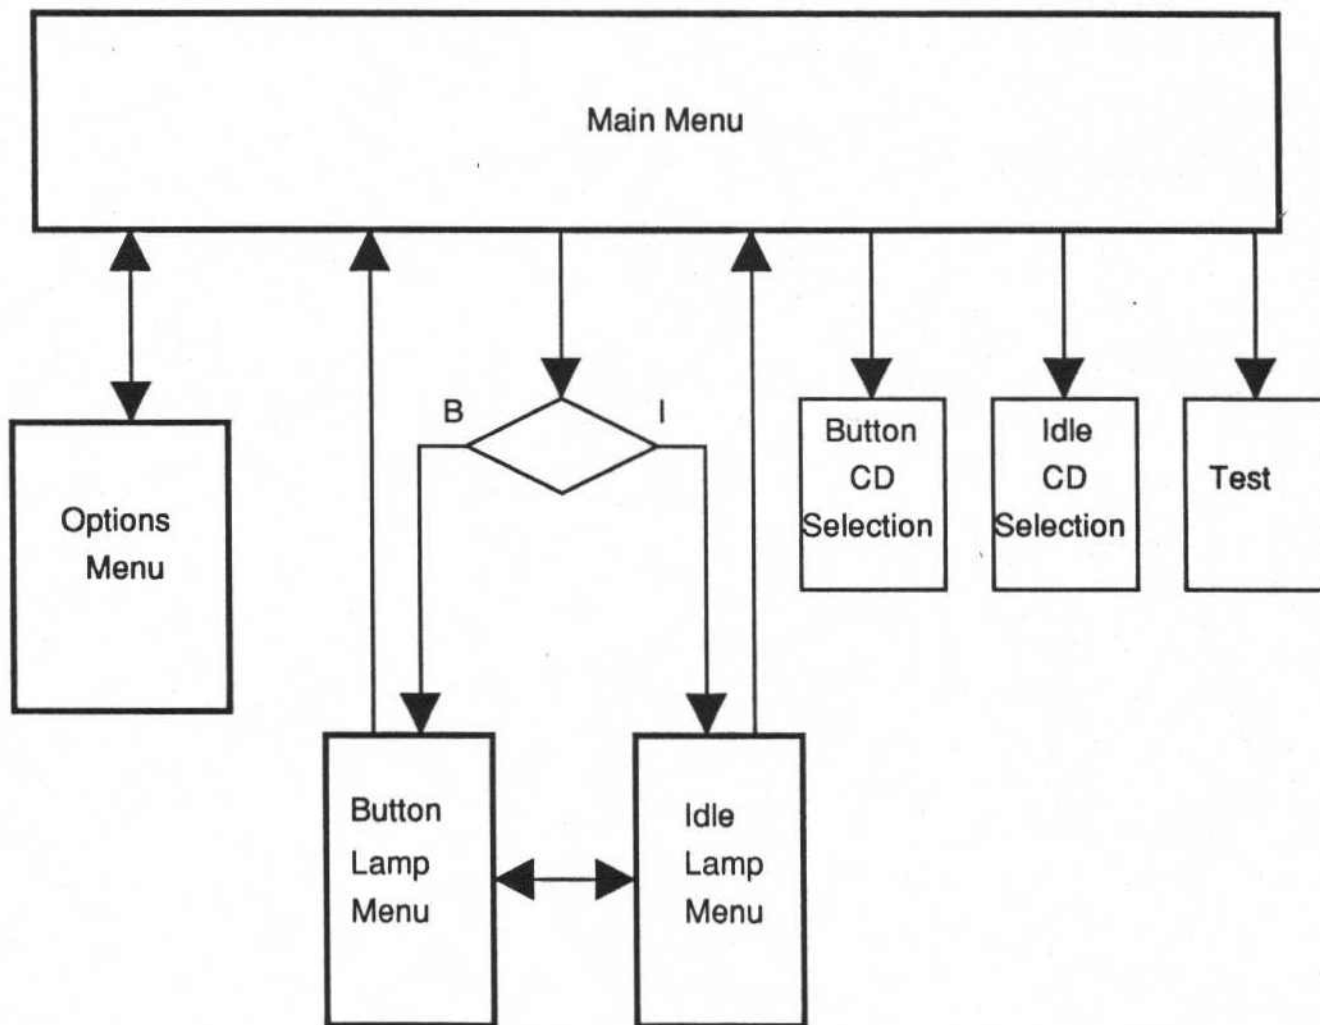 Main Menu
B
I
Options
Menu
Button
CD
Selection
Idle
CD
Selection
Test
Button
Lamp
Menu
Idle
Lamp
Menu